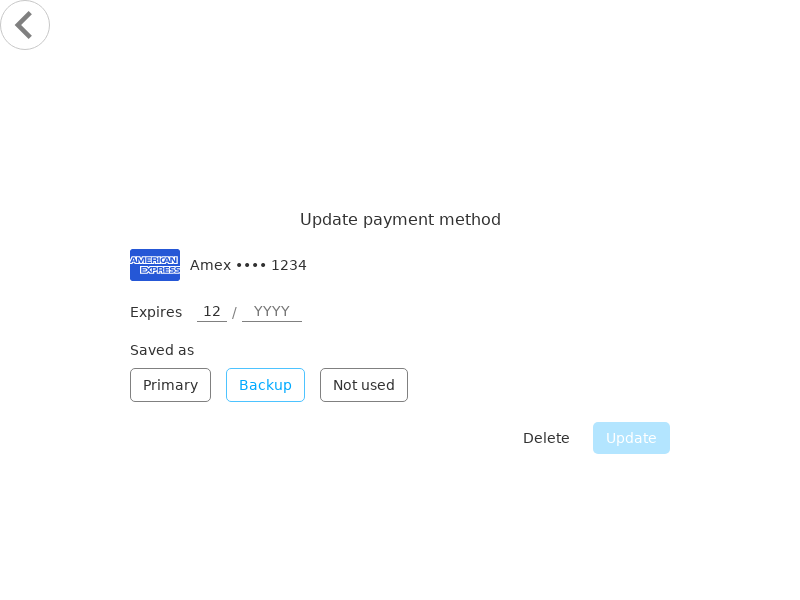 Update payment method
AMERICAN
EXPRESS
Amex •••• 1234
Expires 12 / YYYY
Saved as
Primary Backup Not used
Delete Update